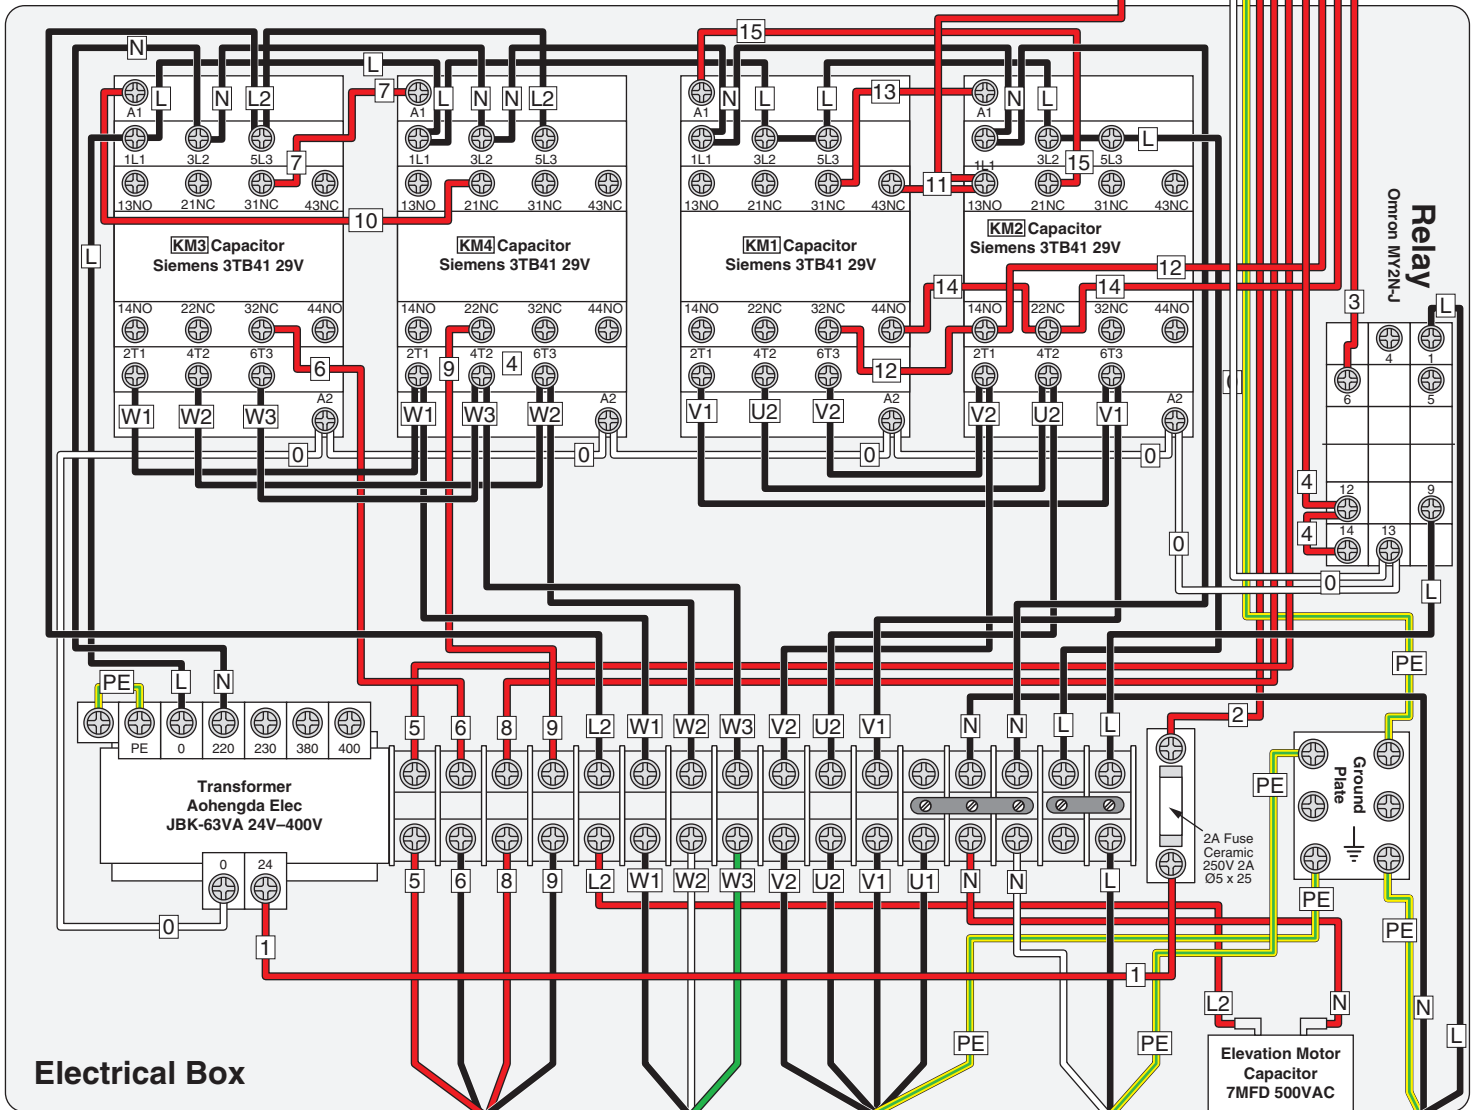 15
N
L
7
L
N
L2
L
N
N
L2
N
L
L
13
N
L
A1
A1
A1
A1
L
1L1
3L2
5L3
1L1
3L2
5L3
1L1
3L2
5L3
1L1
3L2
5L3
7
15
11
13NO
21NC
31NC
43NC
13NO
21NC
31NC
43NC
13NO
21NC
31NC
43NC
13NO
21NC
31NC
43NC
10
L
KM3 Capacitor
Siemens 3TB41 29V
KM4 Capacitor
Siemens 3TB41 29V
KM1 Capacitor
Siemens 3TB41 29V
KM2 Capacitor
Siemens 3TB41 29V
Relay
Omron MY2N-J
12
14
14
3
L
14NO
22NC
32NC
44NO
14NO
22NC
32NC
44NO
14NO
22NC
32NC
44NO
14NO
22NC
32NC
44NO
2T1
4T2
6T3
2T1
4T2
6T3
2T1
4T2
6T3
2T1
4T2
6T3
6
9
4
12
4
1
6
5
0
W1
W2
W3
A2
W1
W3
W2
A2
V1
U2
V2
A2
V2
U2
V1
A2
0
0
0
0
4
12
9
4
14
13
0
0
L
PE
PE
L
N
PE
0
220
230
380
400
5
6
8
9
L2
W1
W2
W3
V2
U2
V1
N
N
L
L
2
Transformer
Aohengda Elec
JBK-63VA 24V–400V
0
24
PE
Ground
Plate
2A Fuse
Ceramic
250V 2A
Ø5 x 25
5
6
8
9
L2
W1
W2
W3
V2
U2
V1
U1
N
N
L
PE
PE
0
1
1
L2
N
N
L
PE
PE
Elevation Motor
Capacitor
7MFD 500VAC
Electrical Box